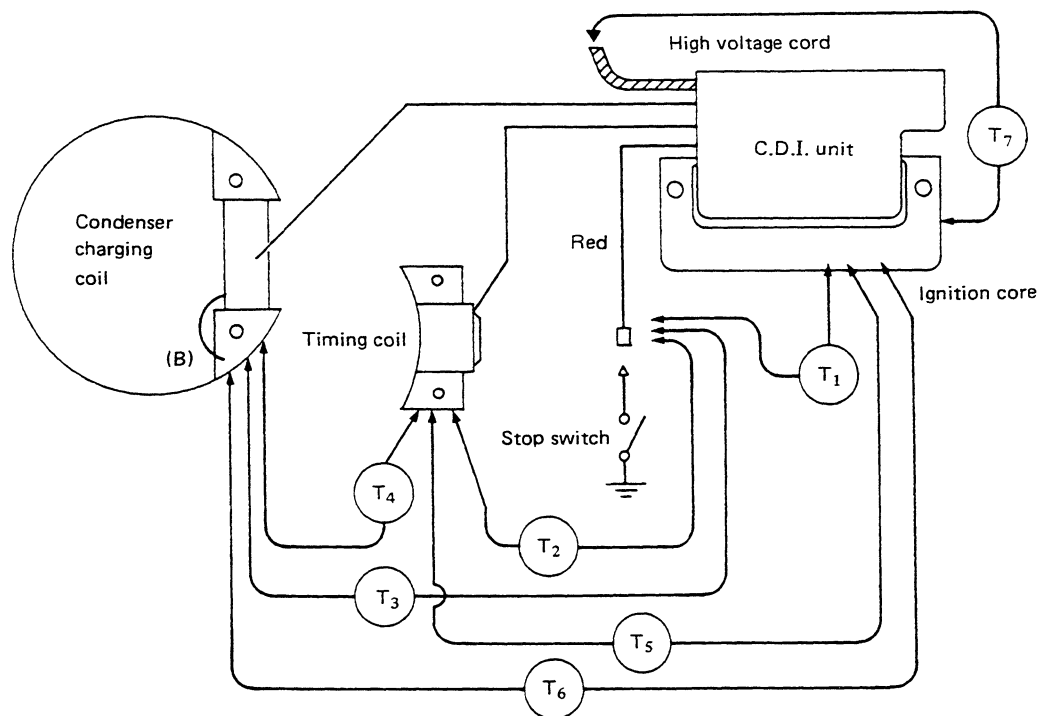 High voltage cord
T7
C.D.I. unit
Condenser
charging
coil
Red
Ignition core
Timing coil
(B)
T1
Stop switch
T4
T2
T3
T5
T6